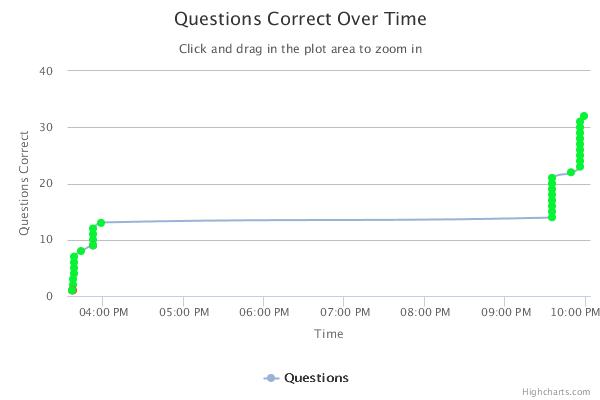 Questions Correct Over Time
Click and drag in the plot area to zoom in
Questions Correct
40
30
20
10
0
04:00 PM 05:00 PM 06:00 PM 07:00 PM 08:00 PM 09:00 PM 10:00 PM
Time
Questions
Highcharts.com